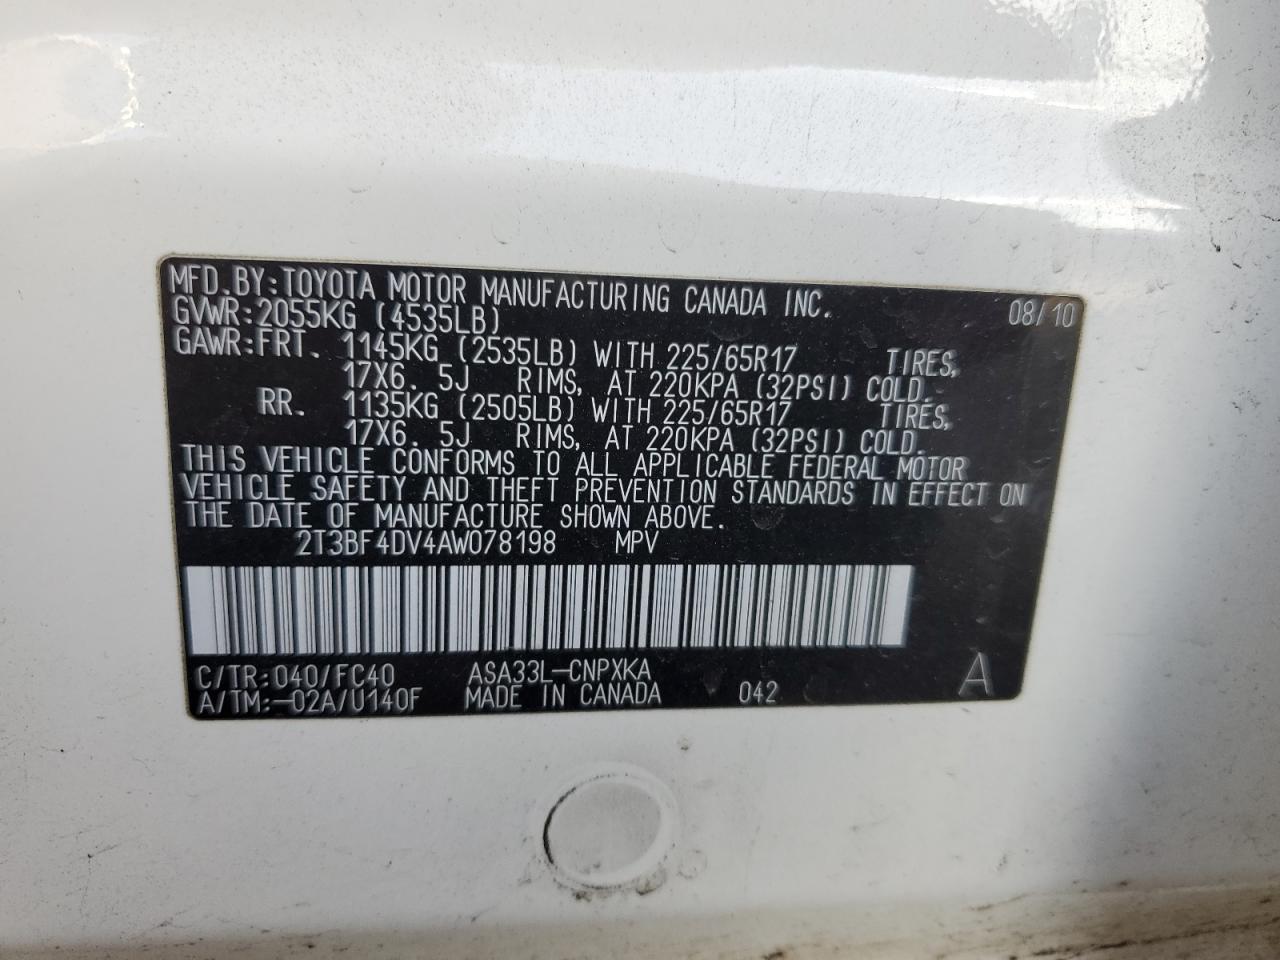 MFD.BY:TOYOTA MOTOR MANUFACTURING CANADA INC. 08/10
GVWR:2055KG (4535LB)
GAWR:FRT. 1145KG (2535LB) WITH 225/65R17 TIRES,
17X6.5J RIMS, AT 220KPA (32PSI) COLD.
RR. 1135KG (2505LB) WITH 225/65R17 TIRES,
17X6.5J RIMS, AT 220KPA (32PSI) COLD.
THIS VEHICLE CONFORMS TO ALL APPLICABLE FEDERAL MOTOR
VEHICLE SAFETY AND THEFT PREVENTION STANDARDS IN EFFECT ON
THE DATE OF MANUFACTURE SHOWN ABOVE.
2T3BF4DV4AW078198 MPV
C/TR:040/FC40 ASA33L-CNPXKA
A/TM:-02A/U140F MADE IN CANADA 042 A